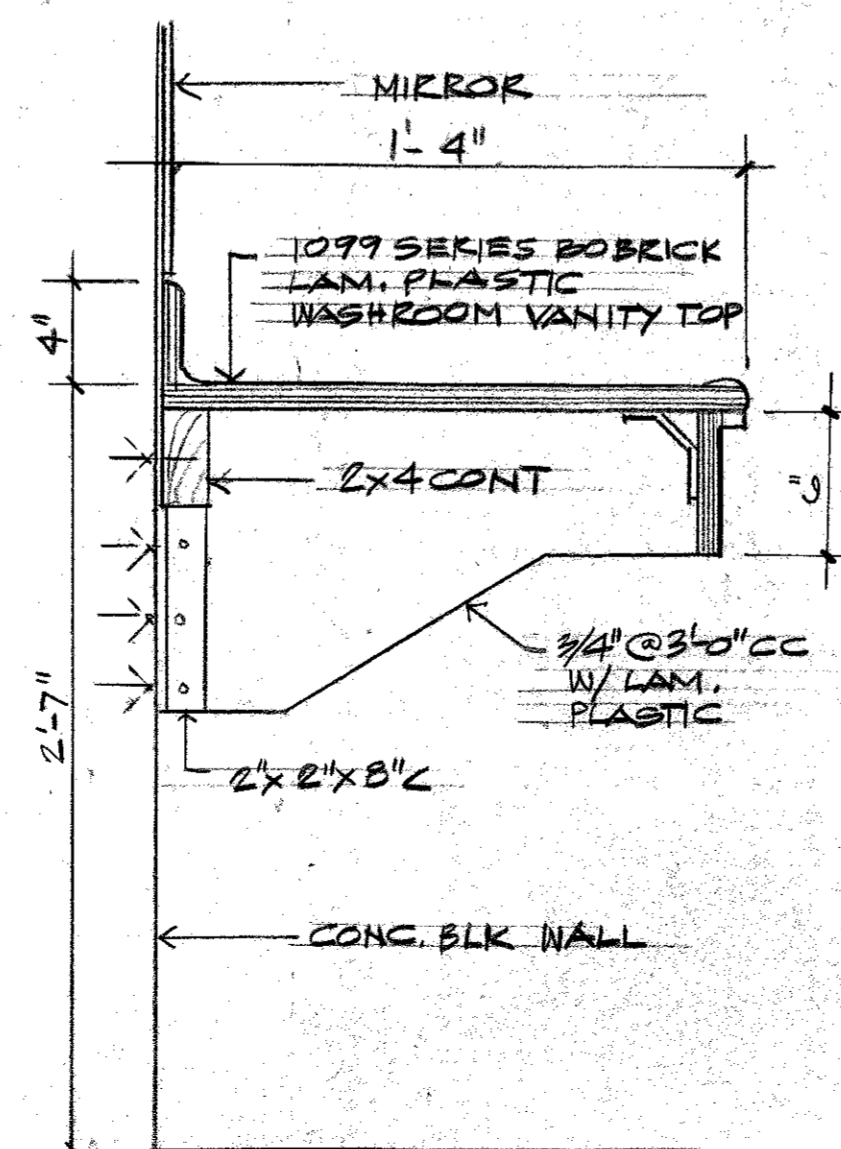 MIRROR
1'-4"
1099 SERIES BOBRICK
LAM. PLASTIC
WASHROOM VANITY TOP
4"
2x4 CONT
6"
3/4" @ 3'-0" CC
W/ LAM.
PLASTIC
2'-7"
2" x 2" x 8" L
CONC. BLK WALL